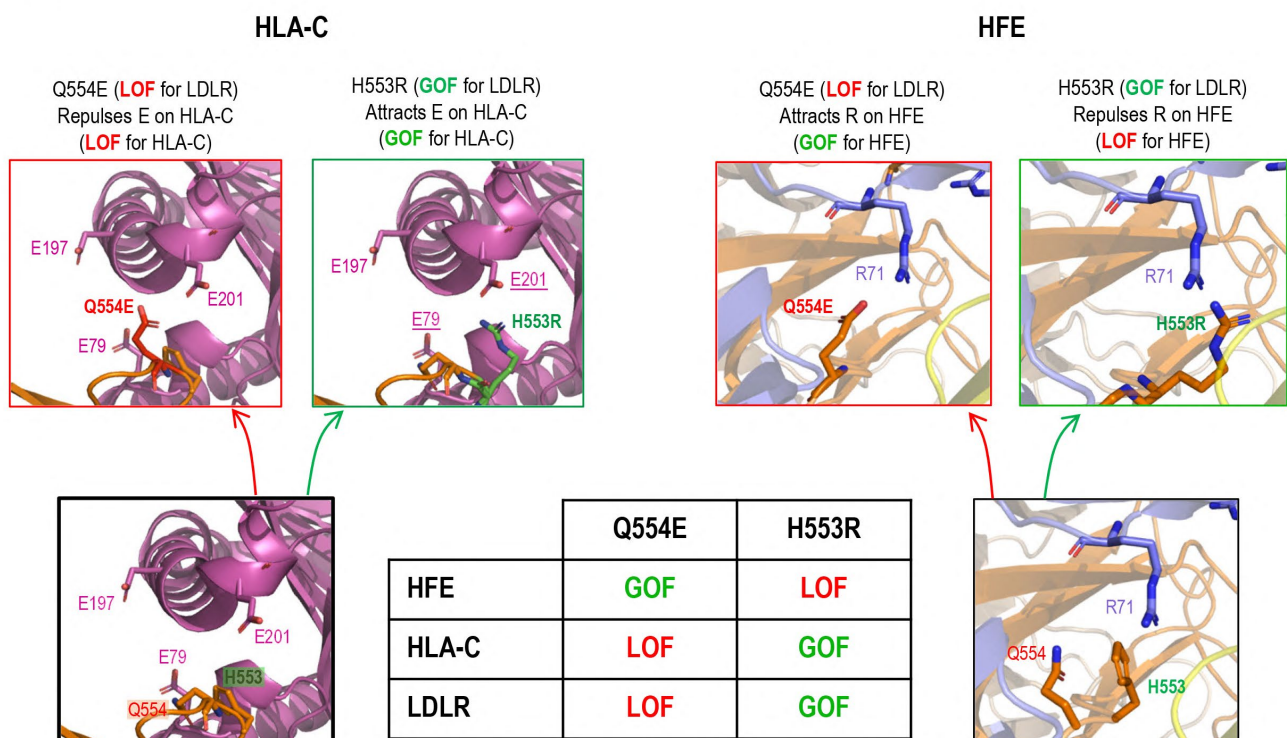 HLA-C
Q554E (LOF for LDLR)
Repulses E on HLA-C
(LOF for HLA-C)
H553R (GOF for LDLR)
Attracts E on HLA-C
(GOF for HLA-C)
E197
E201
Q554E
E79
E197
E201
E79
H553R
HFE
Q554E (LOF for LDLR)
Attracts R on HFE
(GOF for HFE)
H553R (GOF for LDLR)
Repulses R on HFE
(LOF for HFE)
R71
Q554E
R71
H553R
E197
E201
E79
H553
Q554
Q554E H553R
HFE GOF LOF
HLA-C LOF GOF
LDLR LOF GOF
R71
Q554
H553